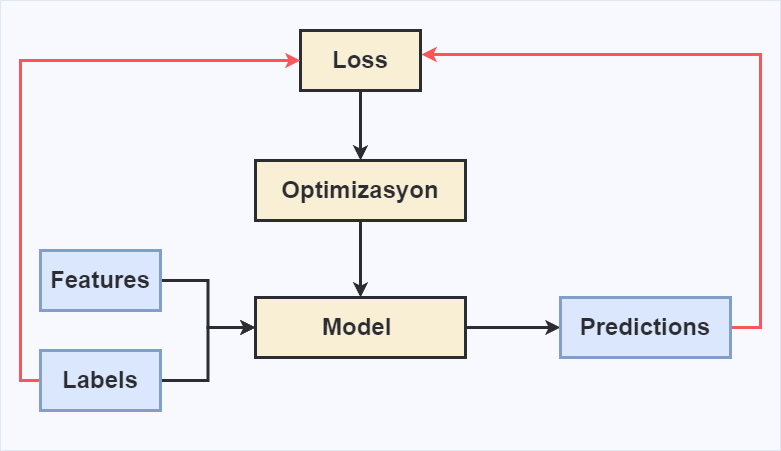 Loss
Optimizasyon
Features
Model
Predictions
Labels